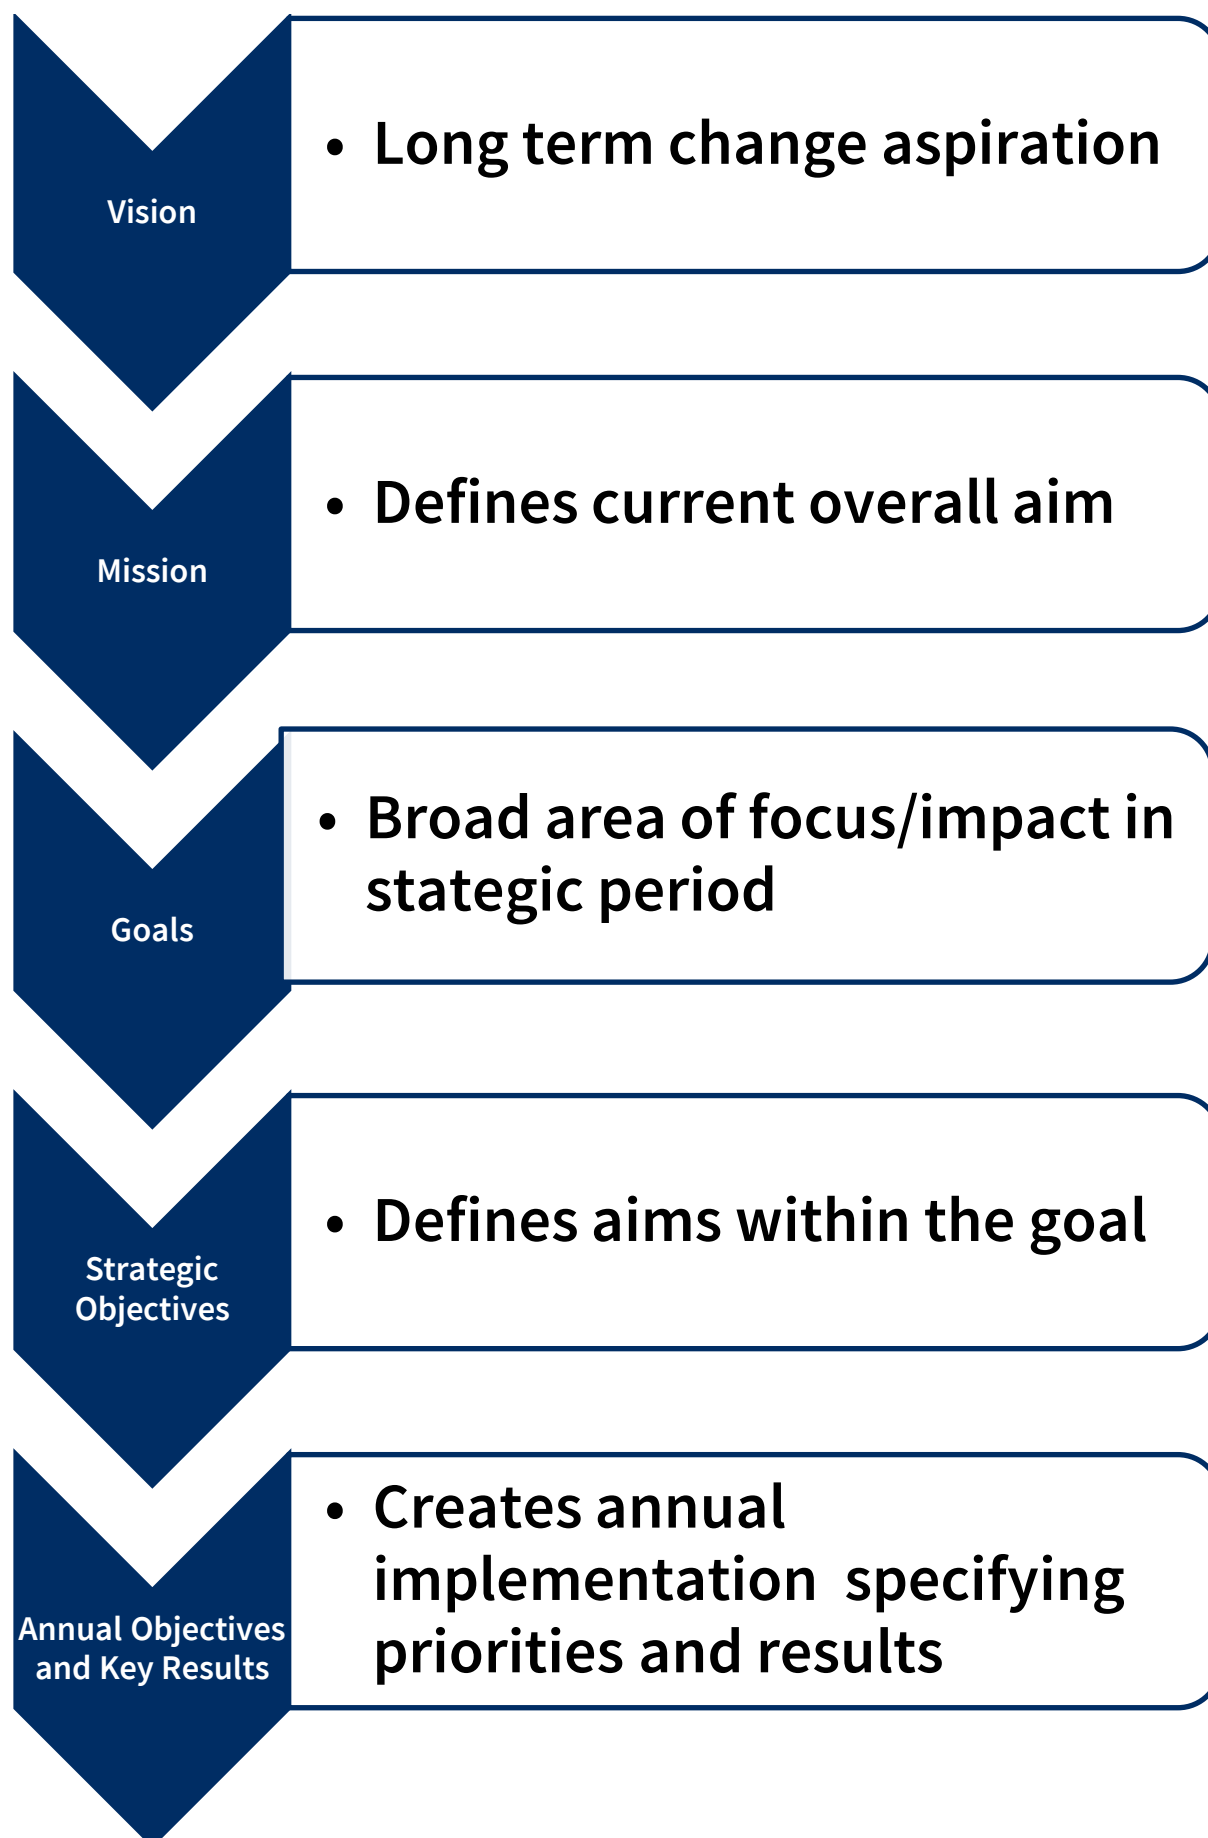 Vision
• Long term change aspiration
Mission
• Defines current overall aim
Goals
• Broad area of focus/impact in
stategic period
Strategic
Objectives
• Defines aims within the goal
Annual Objectives
and Key Results
• Creates annual
implementation  specifying
priorities and results